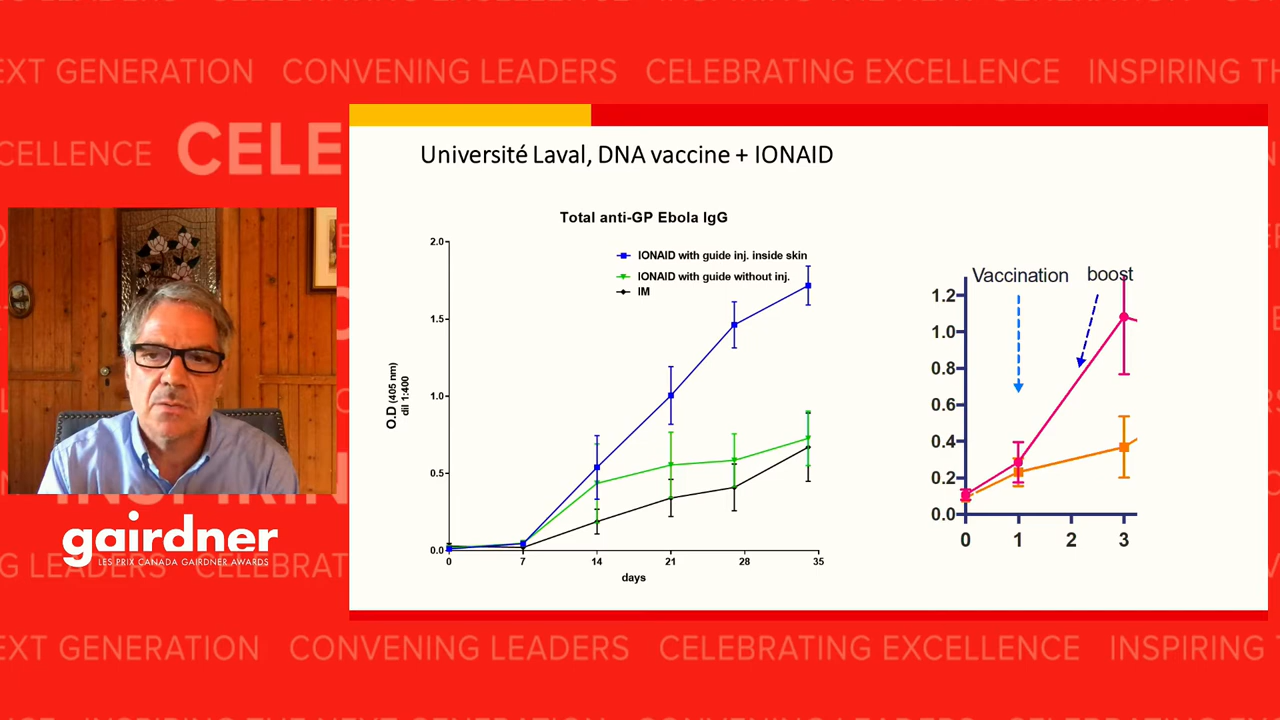 EXT GENERATION CONVENING LEADERS CELEBRATING EXCELLENCE INSPIRING TH
CELLENCE CELE
Université Laval, DNA vaccine + IONAID
Total anti-GP Ebola IgG
IONAID with guide inj. inside skin
IONAID with guide without inj.
IM
O.D (405 nm)
dil 1:400
2.0
1.5
1.0
0.5
0.0
0 7 14 21 28 35
days
Vaccination boost
1.2
1.0
0.8
0.6
0.4
0.2
0.0
0 1 2 3
gairdner
LES PRIX CANADA GAIRDNER AWARDS
G LEADERS CELEBRAT
EXT GENERATION CONVENING LEADERS CELEBRATING EXCELLENCE INSPIRING